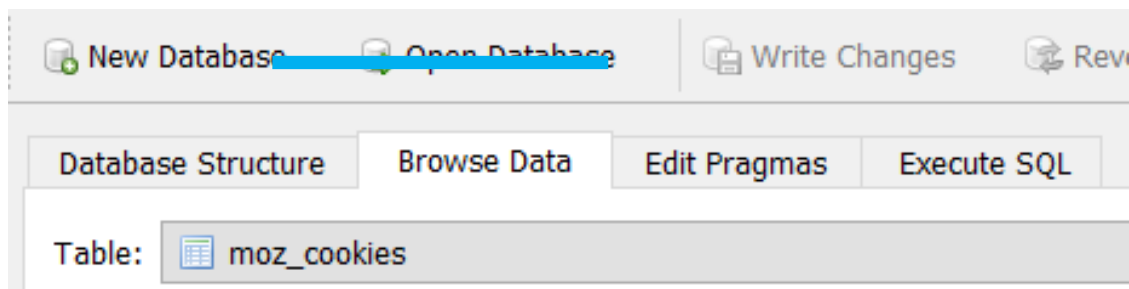 New Database Open Database Write Changes
Database Structure Browse Data Edit Pragmas Execute SQL
Table: moz_cookies